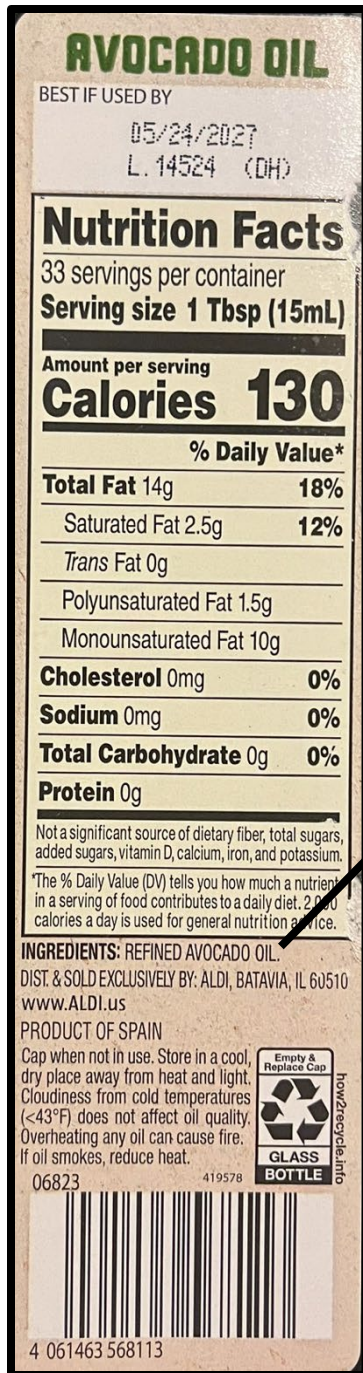 AVOCADO OIL
BEST IF USED BY
05/24/2027
L.14524 (DH)
Nutrition Facts
33 servings per container
Serving size 1 Tbsp (15mL)
Amount per serving
Calories 130
% Daily Value*
Total Fat 14g 18%
Saturated Fat 2.5g 12%
Trans Fat 0g
Polyunsaturated Fat 1.5g
Monounsaturated Fat 10g
Cholesterol 0mg 0%
Sodium 0mg 0%
Total Carbohydrate 0g 0%
Protein 0g
Not a significant source of dietary fiber, total sugars,
added sugars, vitamin D, calcium, iron, and potassium.
*The % Daily Value (DV) tells you how much a nutrient
in a serving of food contributes to a daily diet. 2,000
calories a day is used for general nutrition advice.
INGREDIENTS: REFINED AVOCADO OIL.
DIST. & SOLD EXCLUSIVELY BY: ALDI, BATAVIA, IL 60510
www.ALDI.us
PRODUCT OF SPAIN
Cap when not in use. Store in a cool,
dry place away from heat and light.
Cloudiness from cold temperatures
(<43°F) does not affect oil quality.
Overheating any oil can cause fire.
If oil smokes, reduce heat.
Empty &
Replace Cap
GLASS
BOTTLE
how2recycle.info
06823
419578
4 061463 568113